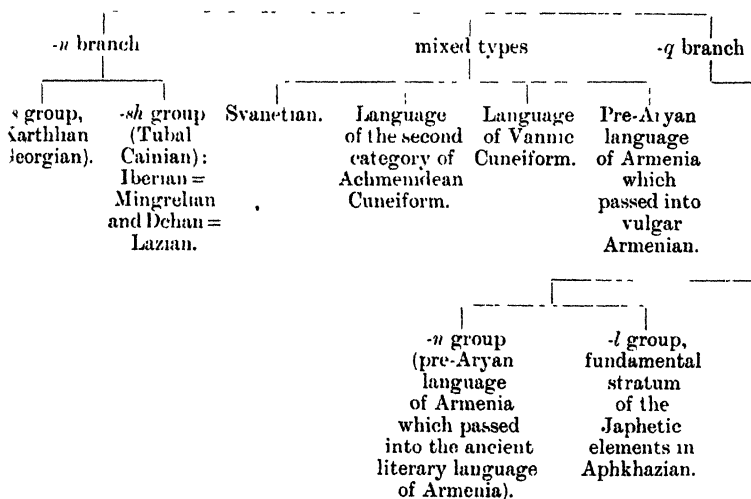 -n branch
mixed types
-q branch
s group,
Karthlian
Georgian).
-sh group
(Tubal
Cainian):
Iberian =
Mingrelian
and Dchan =
Lazian.
Svanetian.
Language
of the second
category of
Achmenidean
Cuneiform.
Language
of Vannic
Cuneiform.
Pre-Aryan
language
of Armenia
which
passed into
vulgar
Armenian.
-n group
(pre-Aryan
language
of Armenia
which passed
into the ancient
literary language
of Armenia).
-l group,
fundamental
stratum
of the
Japhetic
elements in
Aphkhazian.